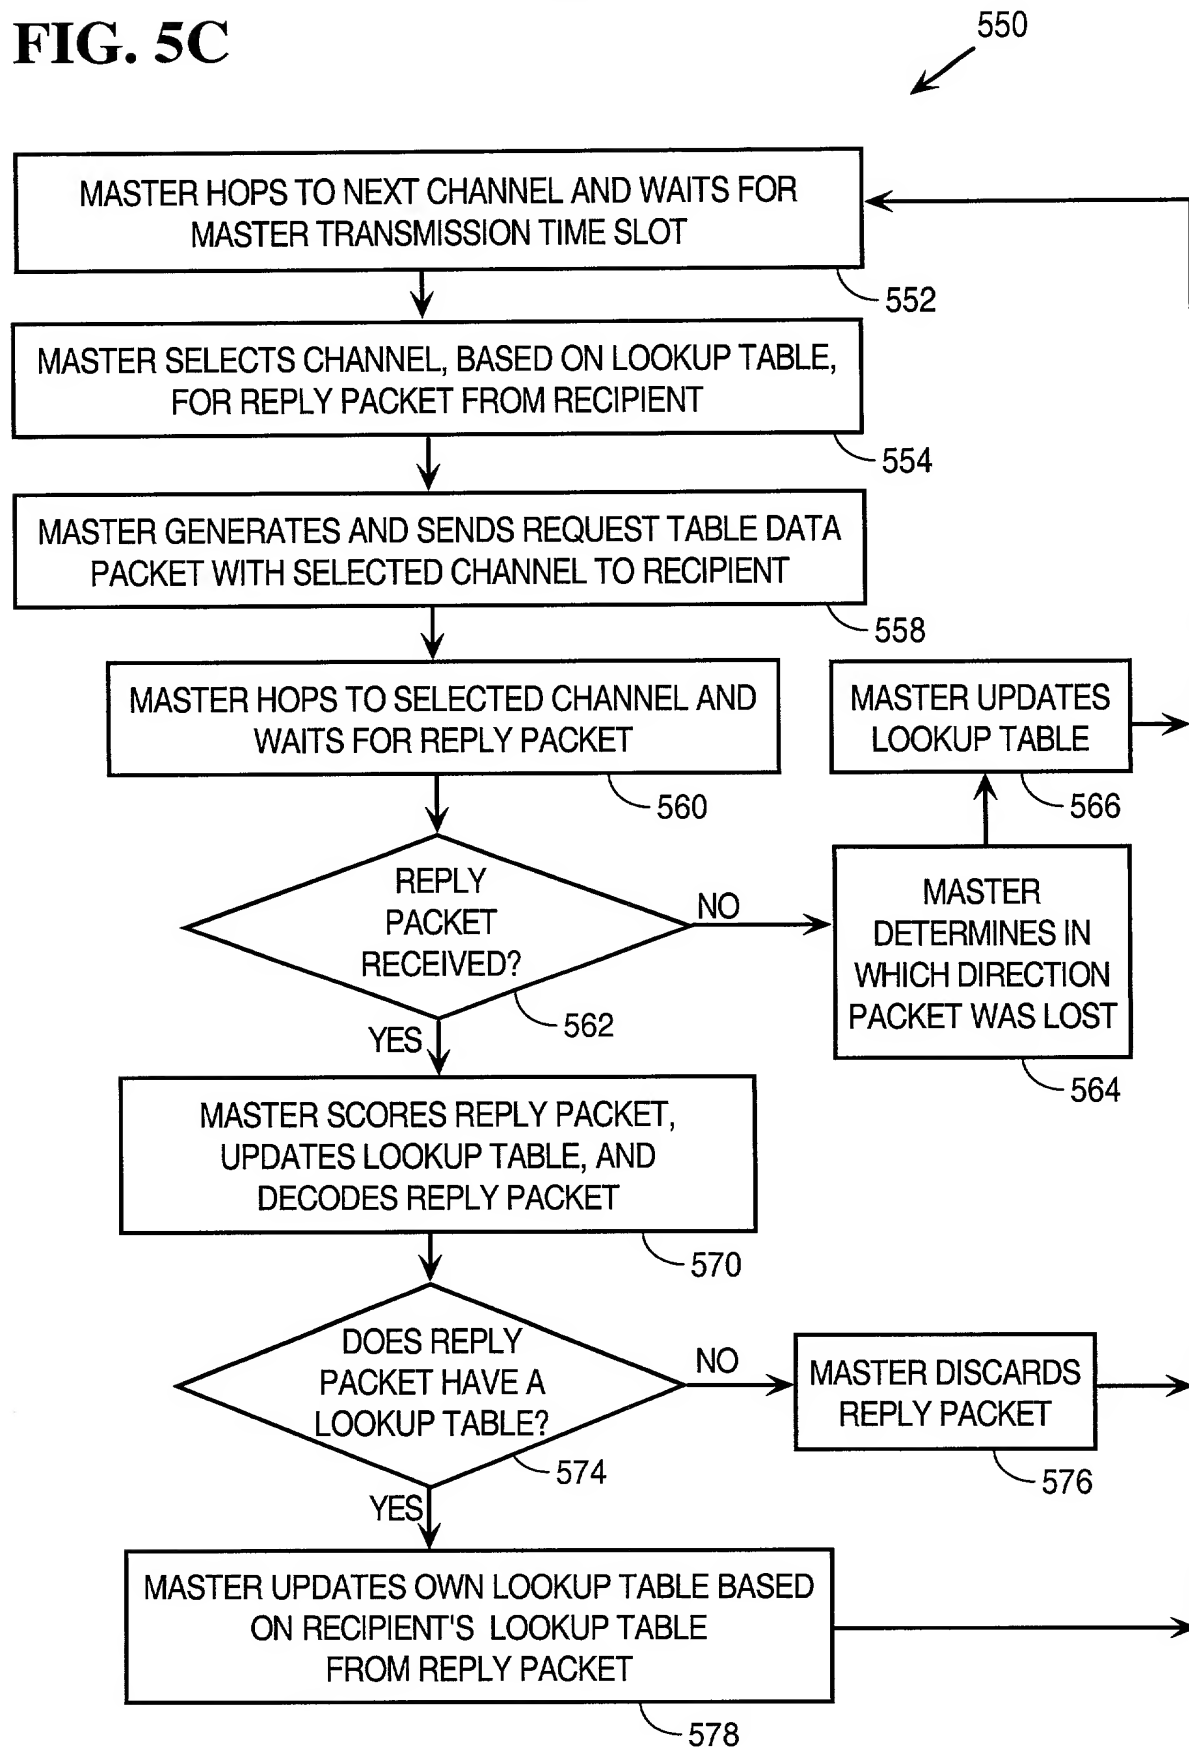 FIG. 5C
550
MASTER HOPS TO NEXT CHANNEL AND WAITS FOR
MASTER TRANSMISSION TIME SLOT
552
MASTER SELECTS CHANNEL, BASED ON LOOKUP TABLE,
FOR REPLY PACKET FROM RECIPIENT
554
MASTER GENERATES AND SENDS REQUEST TABLE DATA
PACKET WITH SELECTED CHANNEL TO RECIPIENT
558
MASTER HOPS TO SELECTED CHANNEL AND
WAITS FOR REPLY PACKET
560
MASTER UPDATES
LOOKUP TABLE
566
REPLY
PACKET
RECEIVED?
562
NO
MASTER
DETERMINES IN
WHICH DIRECTION
PACKET WAS LOST
564
YES
MASTER SCORES REPLY PACKET,
UPDATES LOOKUP TABLE, AND
DECODES REPLY PACKET
570
DOES REPLY
PACKET HAVE A
LOOKUP TABLE?
574
NO
MASTER DISCARDS
REPLY PACKET
576
YES
MASTER UPDATES OWN LOOKUP TABLE BASED
ON RECIPIENT'S LOOKUP TABLE
FROM REPLY PACKET
578